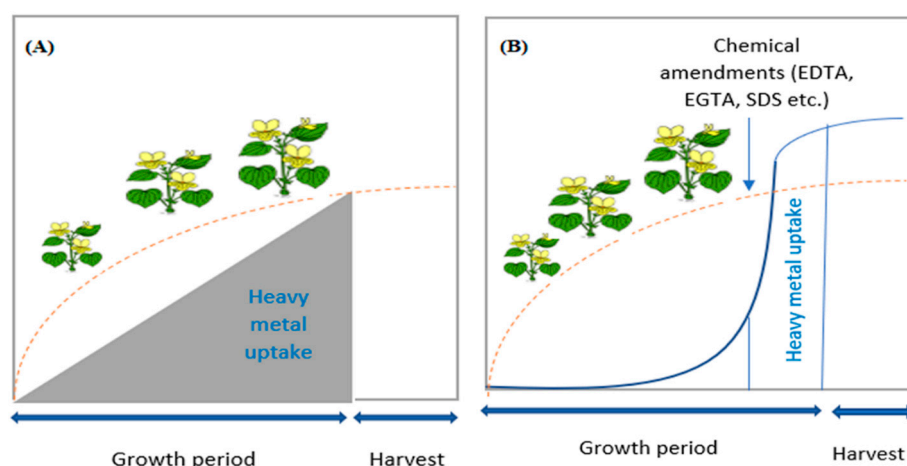 (A)
Heavy
metal
uptake
Growth period
Harvest
(B)
Chemical
amendments (EDTA,
EGTA, SDS etc.)
Heavy metal uptake
Growth period
Harvest